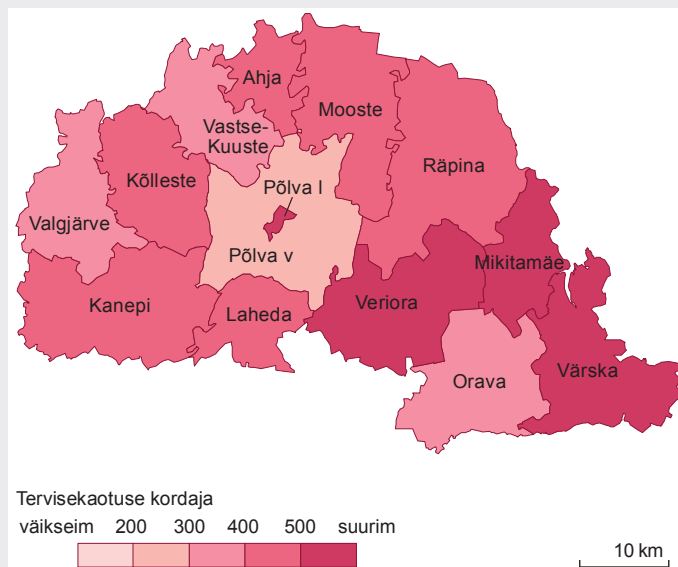 Ahja
Mooste
Vastse-
Kuuste
Räpina
Kõlleste
Põlva l
Valgjärve
Põlva v
Mikitamäe
Kanepi
Laheda
Veriora
Orava
Värska
Tervisekaotuse kordaja
väikseim 200 300 400 500 suurim
10 km